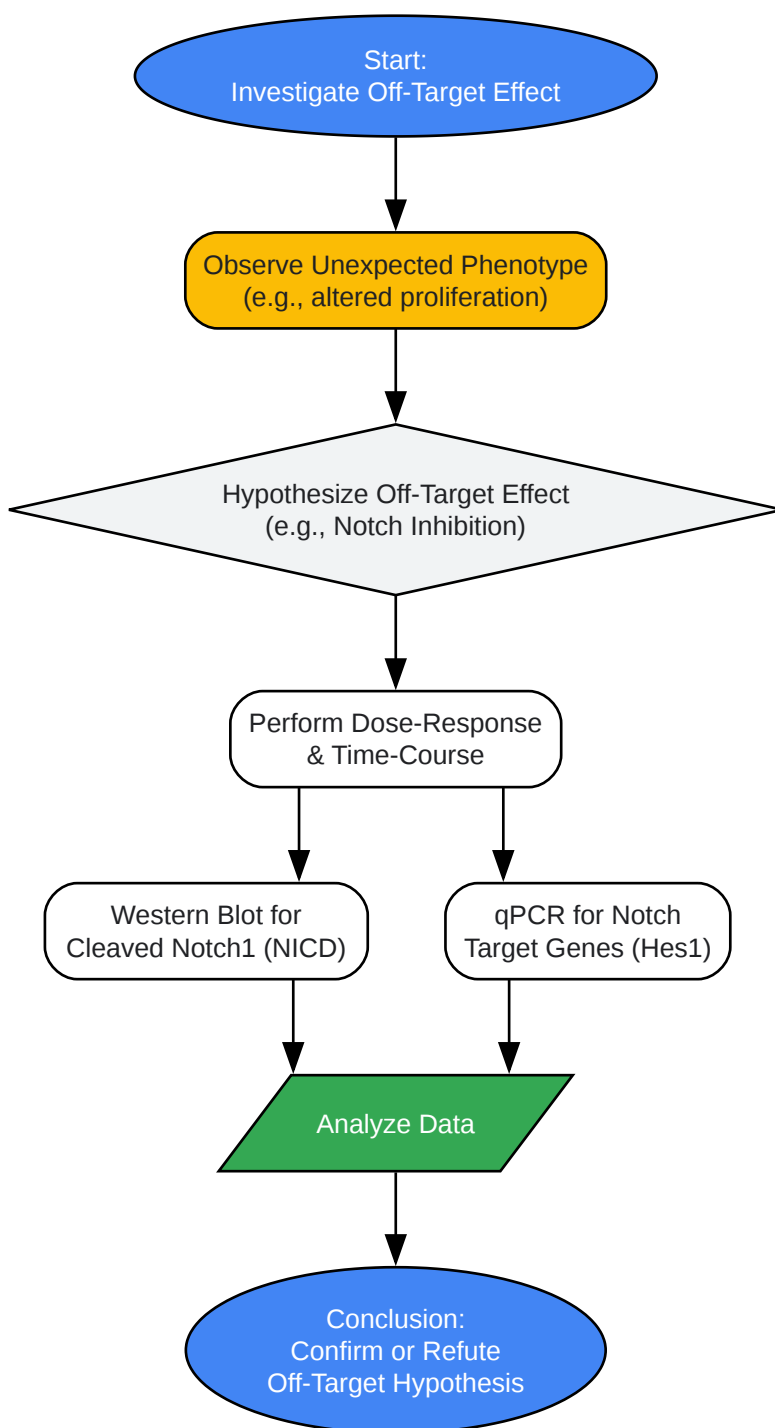 Start:
Investigate Off-Target Effect
Observe Unexpected Phenotype
(e.g., altered proliferation)
Hypothesize Off-Target Effect
(e.g., Notch Inhibition)
Perform Dose-Response
& Time-Course
Western Blot for
Cleaved Notch1 (NICD)
qPCR for Notch
Target Genes (Hes1)
Analyze Data
Conclusion:
Confirm or Refute
Off-Target Hypothesis